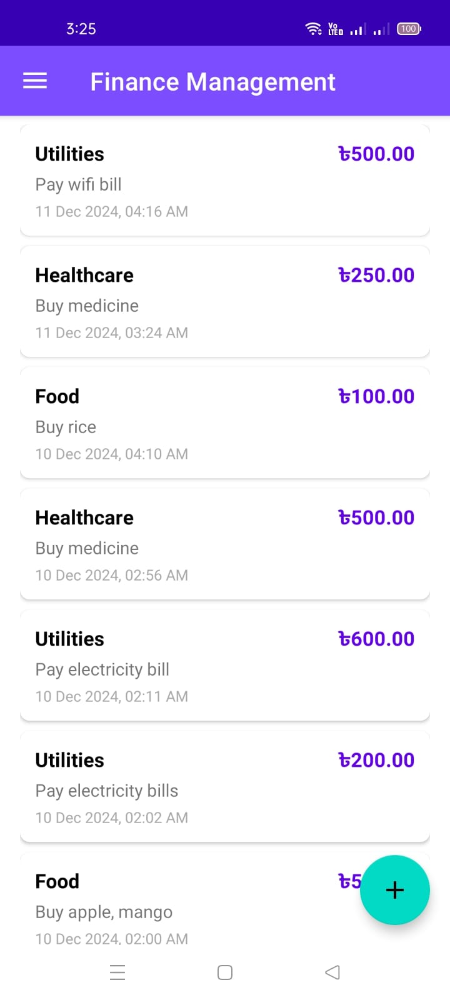 3:25
Vo
LTE
100
Finance Management
Utilities
৳500.00
Pay wifi bill
11 Dec 2024, 04:16 AM
Healthcare
৳250.00
Buy medicine
11 Dec 2024, 03:24 AM
Food
৳100.00
Buy rice
10 Dec 2024, 04:10 AM
Healthcare
৳500.00
Buy medicine
10 Dec 2024, 02:56 AM
Utilities
৳600.00
Pay electricity bill
10 Dec 2024, 02:11 AM
Utilities
৳200.00
Pay electricity bills
10 Dec 2024, 02:02 AM
Food
Buy apple, mango
10 Dec 2024, 02:00 AM